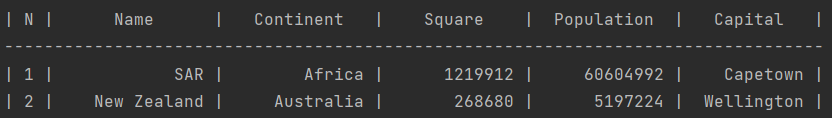 | N | Name | Continent | Square | Population | Capital |
---------------------------------------------------------------------------------
| 1 | SAR | Africa | 1219912 | 60604992 | Capetown |
| 2 | New Zealand | Australia | 268680 | 5197224 | Wellington |